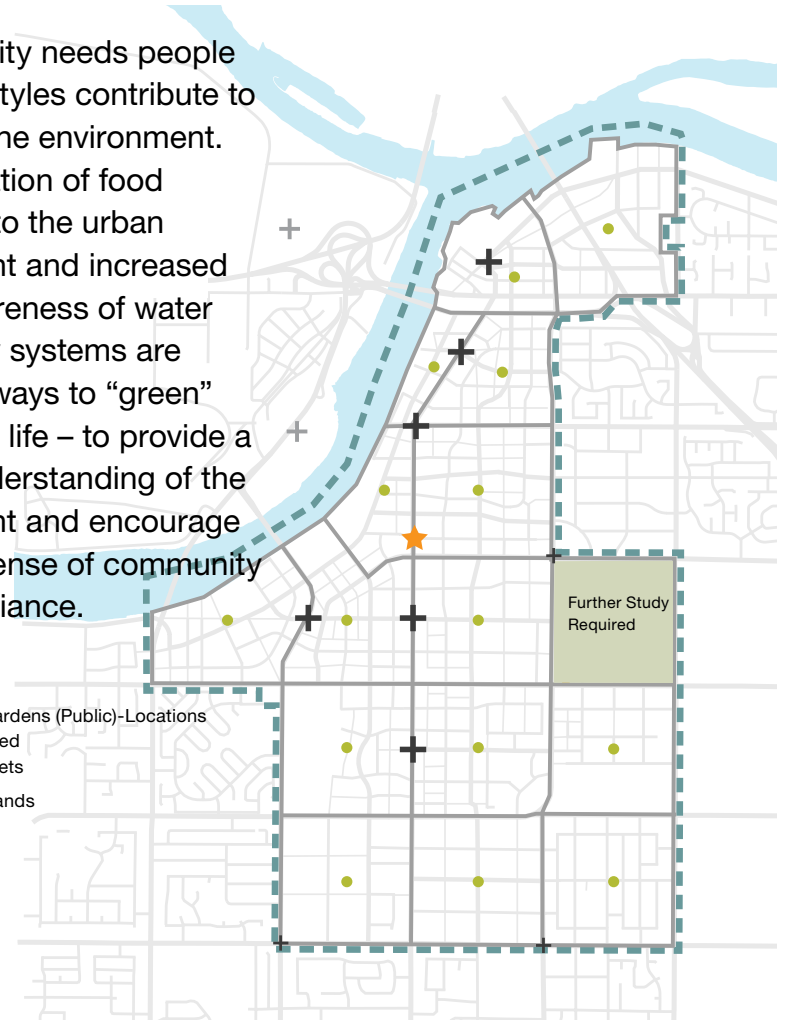 ity needs people
tyles contribute to
he environment.
ation of food
to the urban
nt and increased
reness of water
y systems are
ways to “green”
life – to provide a
derstanding of the
nt and encourage
ense of community
iance.
Further Study
Required
ardens (Public)-Locations
ed
ets
ands